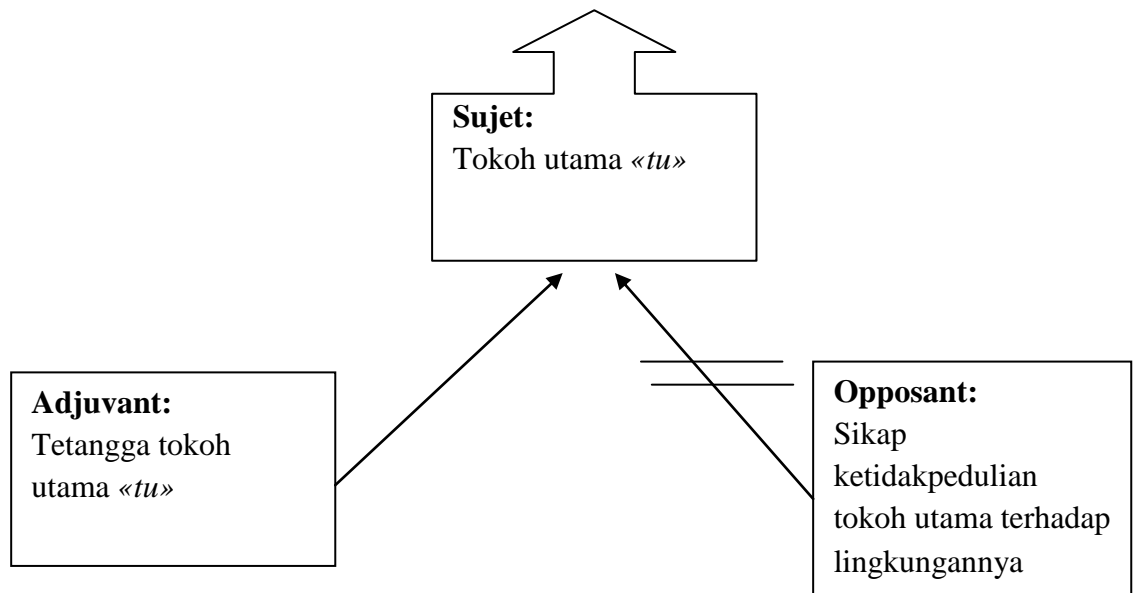 Sujet:
Tokoh utama «tu»
Adjuvant:
Tetangga tokoh
utama «tu»
Opposant:
Sikap
ketidakpedulian
tokoh utama terhadap
lingkungannya